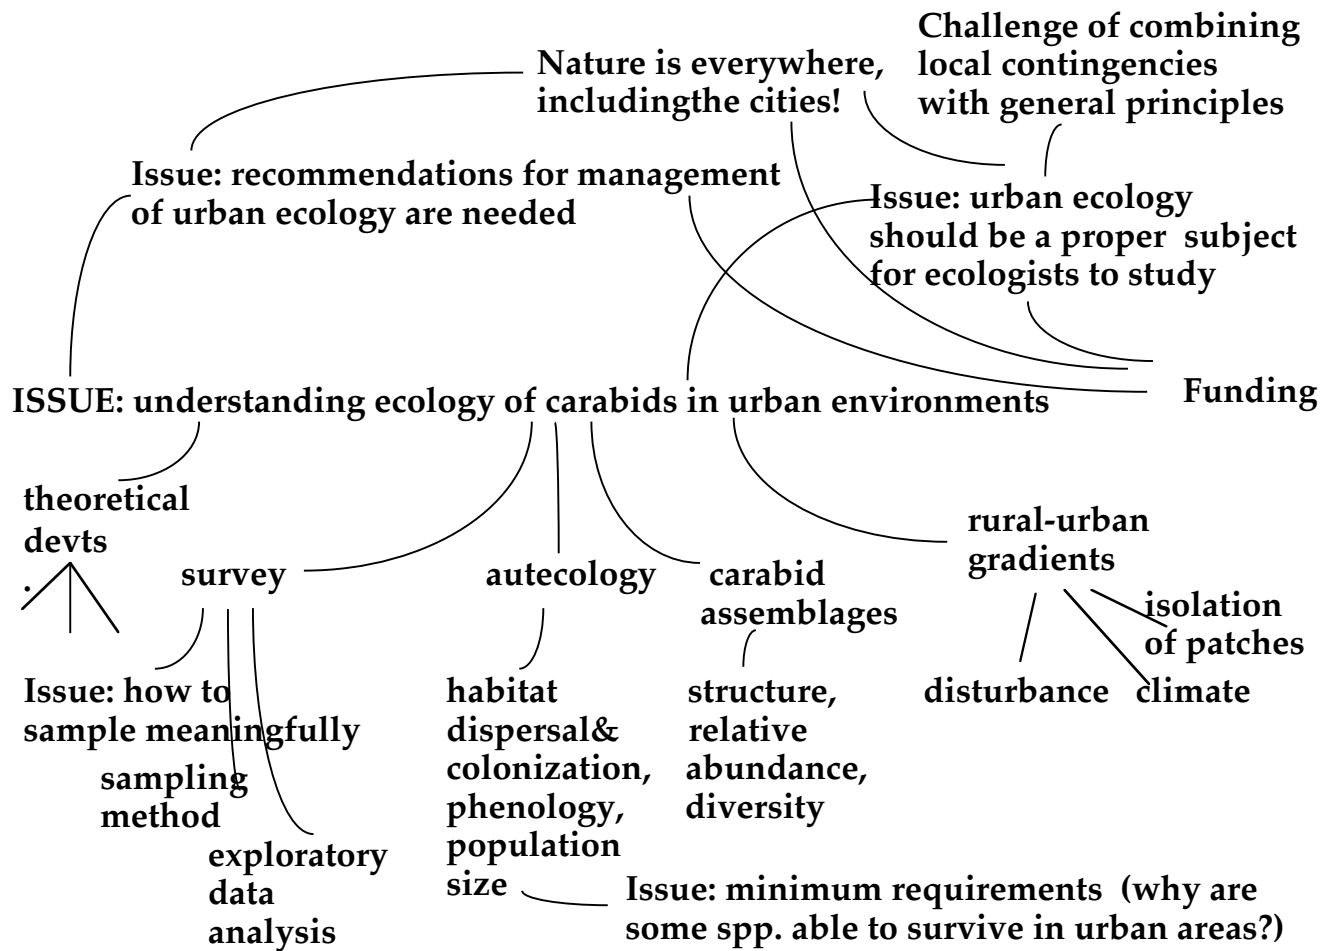 Challenge of combining
local contingencies
with general principles
Nature is everywhere,
includingthe cities!
Issue: recommendations for management
of urban ecology are needed
Issue: urban ecology
should be a proper subject
for ecologists to study
ISSUE: understanding ecology of carabids in urban environments
Funding
theoretical
devts
.
survey
autecology
carabid
assemblages
rural-urban
gradients
isolation
of patches
disturbance
climate
Issue: how to
sample meaningfully
sampling
method
exploratory
data
analysis
habitat
dispersal&
colonization,
phenology,
population
size
structure,
relative
abundance,
diversity
Issue: minimum requirements (why are
some spp. able to survive in urban areas?)